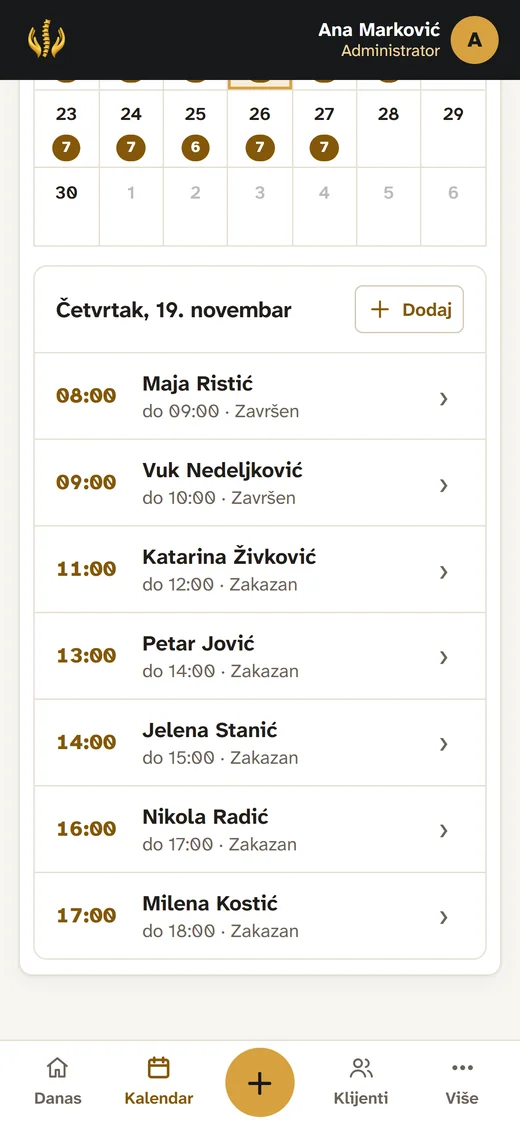 Ana Marković
Administrator
A
23 24 25 26 27 28 29
7 7 6 7 7
30 1 2 3 4 5 6
Četvrtak, 19. novembar
+ Dodaj
08:00 Maja Ristić
do 09:00 · Završen
09:00 Vuk Nedeljković
do 10:00 · Završen
11:00 Katarina Živković
do 12:00 · Zakazan
13:00 Petar Jović
do 14:00 · Zakazan
14:00 Jelena Stanić
do 15:00 · Zakazan
16:00 Nikola Radić
do 17:00 · Zakazan
17:00 Milena Kostić
do 18:00 · Zakazan
Danas Kalendar + Klijenti Više